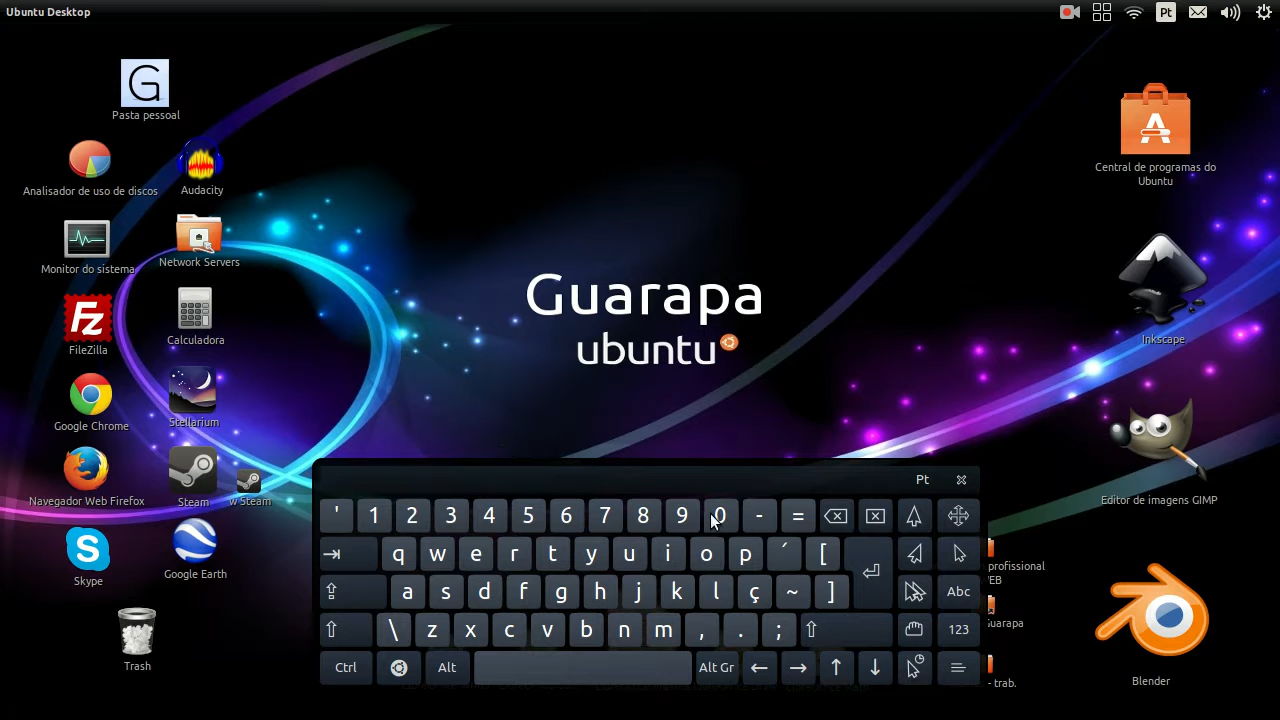 Ubuntu Desktop
Pt
Pasta pessoal
Analisador de uso de discos
Audacity
Monitor do sistema
Network Servers
FileZilla
Calculadora
Google Chrome
Stellarium
Navegador Web Firefox
Steam
w Steam
Skype
Google Earth
Trash
Guarapa
ubuntu
Central de programas do
Ubuntu
Inkscape
Editor de imagens GIMP
Blender
profissional
Guarapa
- trab.
Pt
' 1 2 3 4 5 6 7 8 9 0 - =
q w e r t y u i o p ´ [
a s d f g h j k l ç ~ ] Abc
\ z x c v b n m , . ; 123
Ctrl Alt Alt Gr